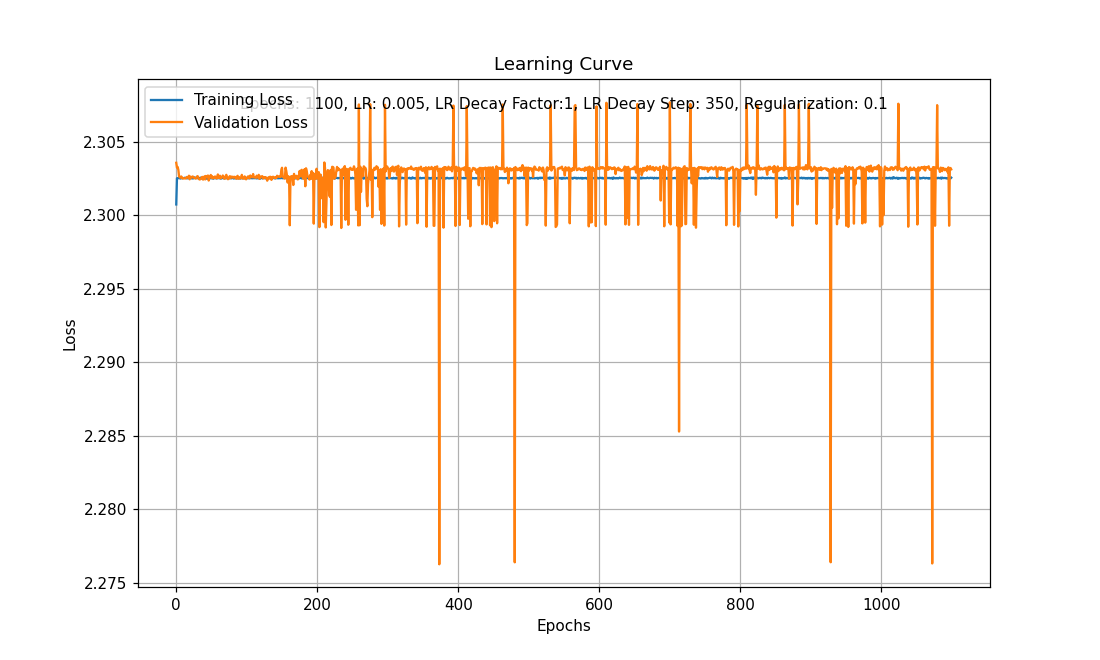 Learning Curve
Epochs: 1100, LR: 0.005, LR Decay Factor:1, LR Decay Step: 350, Regularization: 0.1
Training Loss
Validation Loss
2.305
2.300
2.295
2.290
2.285
2.280
2.275
Loss
0 200 400 600 800 1000
Epochs